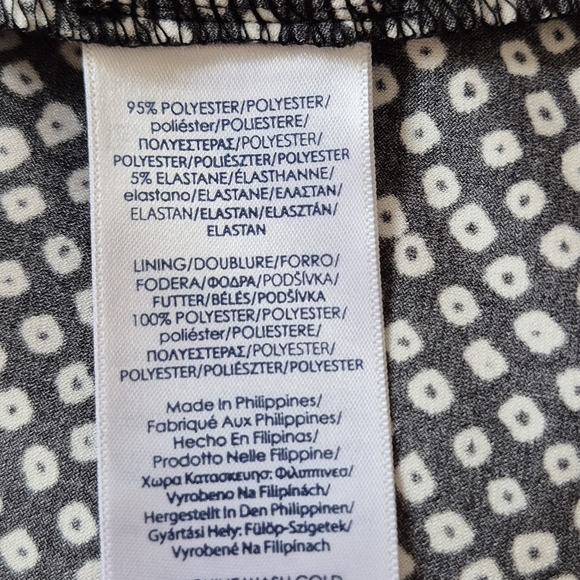 95% POLYESTER/POLYESTER/
poliéster/POLIESTERE/
ΠΟΛΥΕΣΤΕΡΑΣ/POLYESTER/
POLYESTER/POLIÉSZTER/POLYESTER
5% ELASTANE/ÉLASTHANNE/
elastano/ELASTANE/ΕΛΑΣΤΑΝ/
ELASTAN/ELASTAN/ELASZTÁN/
ELASTAN
LINING/DOUBLURE/FORRO/
FODERA/ΦΟΔΡΑ/PODŠÍVKA/
FUTTER/BÉLÉS/PODŠÍVKA
100% POLYESTER/POLYESTER/
poliéster/POLIESTERE/
ΠΟΛΥΕΣΤΕΡΑΣ/POLYESTER/
POLYESTER/POLIÉSZTER/POLYESTER
Made In Philippines/
Fabriqué Aux Philippines/
Hecho En Filipinas/
Prodotto Nelle Filippine/
Χωρα Κατασκευησ: Φιλιππινεσ/
Vyrobeno Na Filipínách/
Hergestellt In Den Philippinen/
Gyártási Hely: Fülöp-Szigetek/
Vyrobené Na Filipínach
WASH COLD